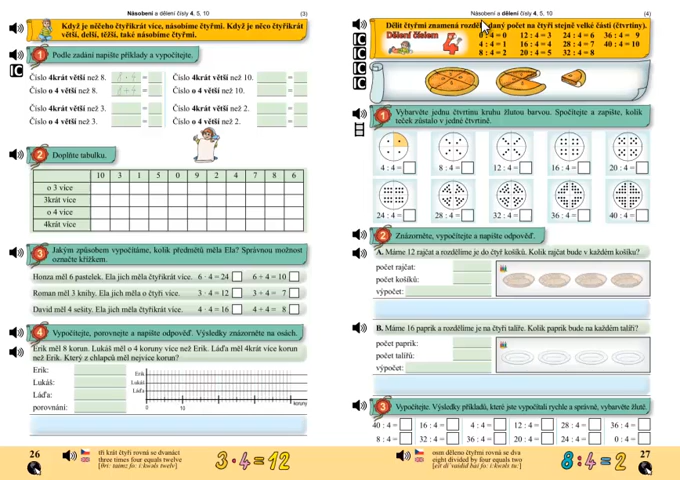 Násobení a dělení čísly 4, 5, 10
(3)
Když je něčeho čtyřikrát více, násobíme čtyřmi. Když je něco čtyřikrát
větší, delší, těžší, také násobíme čtyřmi.
1 Podle zadání napište příklady a vypočítejte.
Číslo 4krát větší než 8. 8 · 4 =
Číslo o 4 větší než 8. 8 + 4 =
Číslo 4krát větší než 3. =
Číslo o 4 větší než 3. =
Číslo 4krát větší než 10. =
Číslo o 4 větší než 10. =
Číslo 4krát větší než 2. =
Číslo o 4 větší než 2. =
2 Doplňte tabulku.
10 3 1 5 0 9 2 4 7 8 6
o 3 více
3krát více
o 4 více
4krát více
3 Jakým způsobem vypočítáme, kolik předmětů měla Ela? Správnou možnost
označte křížkem.
Honza měl 6 pastelek. Ela jich měla čtyřikrát více. 6 · 4 = 24 6 + 4 = 10
Roman měl 3 knihy. Ela jich měla o čtyři více. 3 · 4 = 12 3 + 4 = 7
David měl 4 sešity. Ela jich měla čtyřikrát více. 4 · 4 = 16 4 + 4 = 8
4 Vypočítejte, porovnejte a napište odpověď. Výsledky znázorněte na osách.
Erik měl 8 korun. Lukáš měl o 4 koruny více než Erik. Láďa měl 4krát více korun
než Erik. Který z chlapců měl nejvíce korun?
Erik:
Lukáš:
Láďa:
porovnání:
Erik
Lukáš
Láďa
0 10 koruny
26
tři krát čtyři rovná se dvanáct
three times four equals twelve
3 · 4 = 12
Násobení a dělení čísly 4, 5, 10
(4)
Dělit čtyřmi znamená rozdělit daný počet na čtyři stejně velké části (čtvrtiny).
Dělení číslem 4
0 : 4 = 0 12 : 4 = 3 24 : 4 = 6 36 : 4 = 9
4 : 4 = 1 16 : 4 = 4 28 : 4 = 7 40 : 4 = 10
8 : 4 = 2 20 : 4 = 5 32 : 4 = 8
1 Vybarvěte jednu čtvrtinu kruhu žlutou barvou. Spočítejte a zapište, kolik
teček zůstalo v jedné čtvrtině.
4 : 4 = 8 : 4 = 12 : 4 = 16 : 4 = 20 : 4 =
24 : 4 = 28 : 4 = 32 : 4 = 36 : 4 = 40 : 4 =
2 Znázorněte, vypočítejte a napište odpověď.
A. Máme 12 rajčat a rozdělíme je do čtyř košíků. Kolik rajčat bude v každém košíku?
počet rajčat:
počet košíků:
výpočet:
B. Máme 16 paprik a rozdělíme je na čtyři talíře. Kolik paprik bude na každém talíři?
počet paprik:
počet talířů:
výpočet:
3 Vypočítejte. Výsledky příkladů, které jste vypočítali rychle a správně, vybarvěte žlutě.
40 : 4 = 16 : 4 = 4 : 4 = 28 : 4 = 36 : 4 =
8 : 4 = 32 : 4 = 20 : 4 = 24 : 4 = 0 : 4 =
osm děleno čtyřmi rovná se dva
eight divided by four equals two
8 : 4 = 2
27